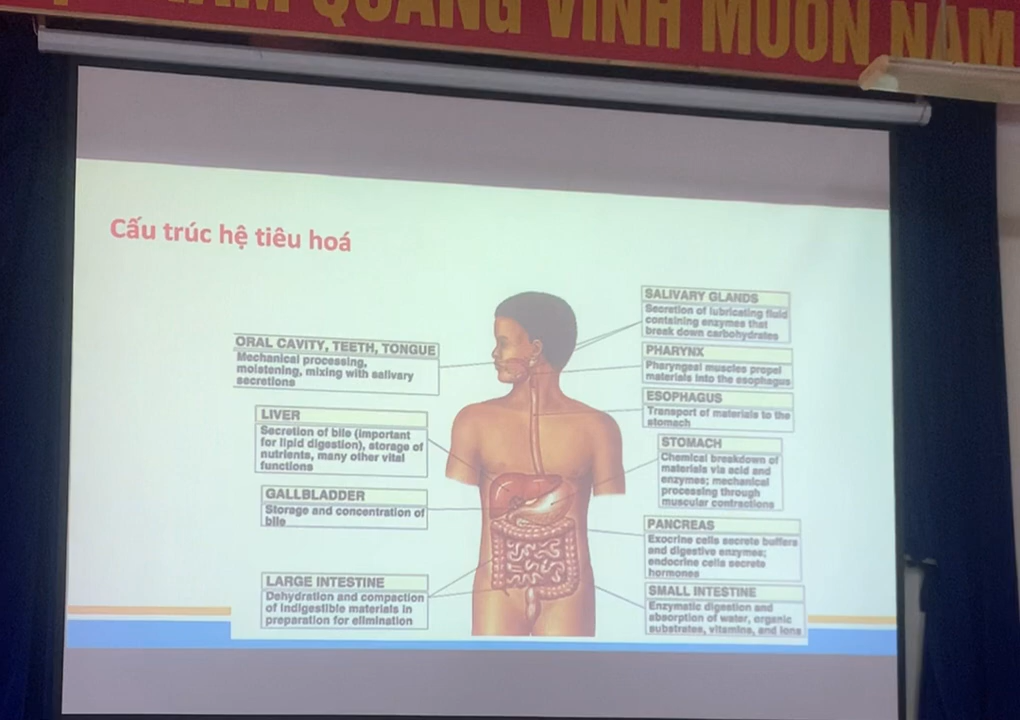 QUANG VINH MUÔN NĂM
Cấu trúc hệ tiêu hoá
ORAL CAVITY, TEETH, TONGUE
Mechanical processing,
moistening, mixing with salivary
secretions
LIVER
Secretion of bile (important
for lipid digestion), storage of
nutrients, many other vital
functions
GALLBLADDER
Storage and concentration of
bile
LARGE INTESTINE
Dehydration and compaction
of indigestible materials in
preparation for elimination
SALIVARY GLANDS
Secretion of lubricating fluid
containing enzymes that
break down carbohydrates
PHARYNX
Pharyngeal muscles propel
materials into the esophagus
ESOPHAGUS
Transport of materials to the
stomach
STOMACH
Chemical breakdown of
materials via acid and
enzymes; mechanical
processing through
muscular contractions
PANCREAS
Exocrine cells secrete buffers
and digestive enzymes;
endocrine cells secrete
hormones
SMALL INTESTINE
Enzymatic digestion and
absorption of water, organic
substrates, vitamins, and ions